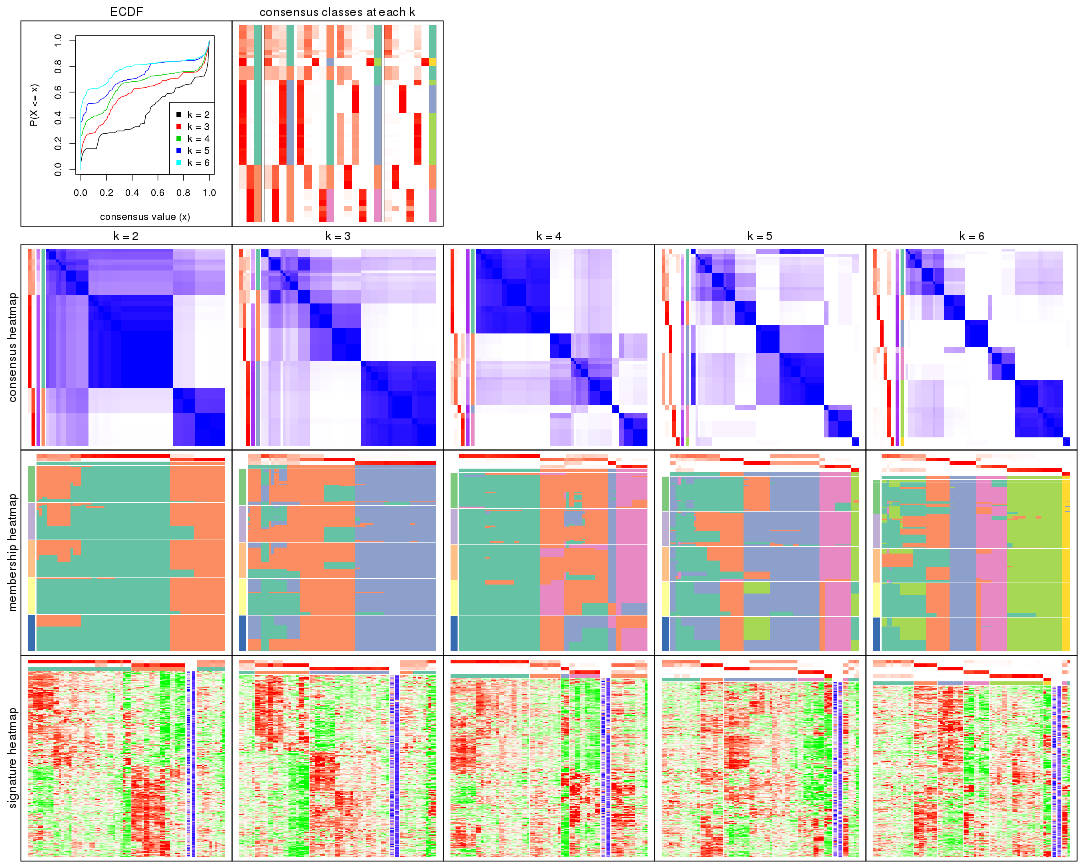 ECDF
consensus classes at each k
P(X <= x)
0.0 0.2 0.4 0.6 0.8 1.0
k = 2
k = 3
k = 4
k = 5
k = 6
0.0 0.2 0.4 0.6 0.8 1.0
consensus value (x)
k = 2 k = 3 k = 4 k = 5 k = 6
consensus heatmap
membership heatmap
signature heatmap